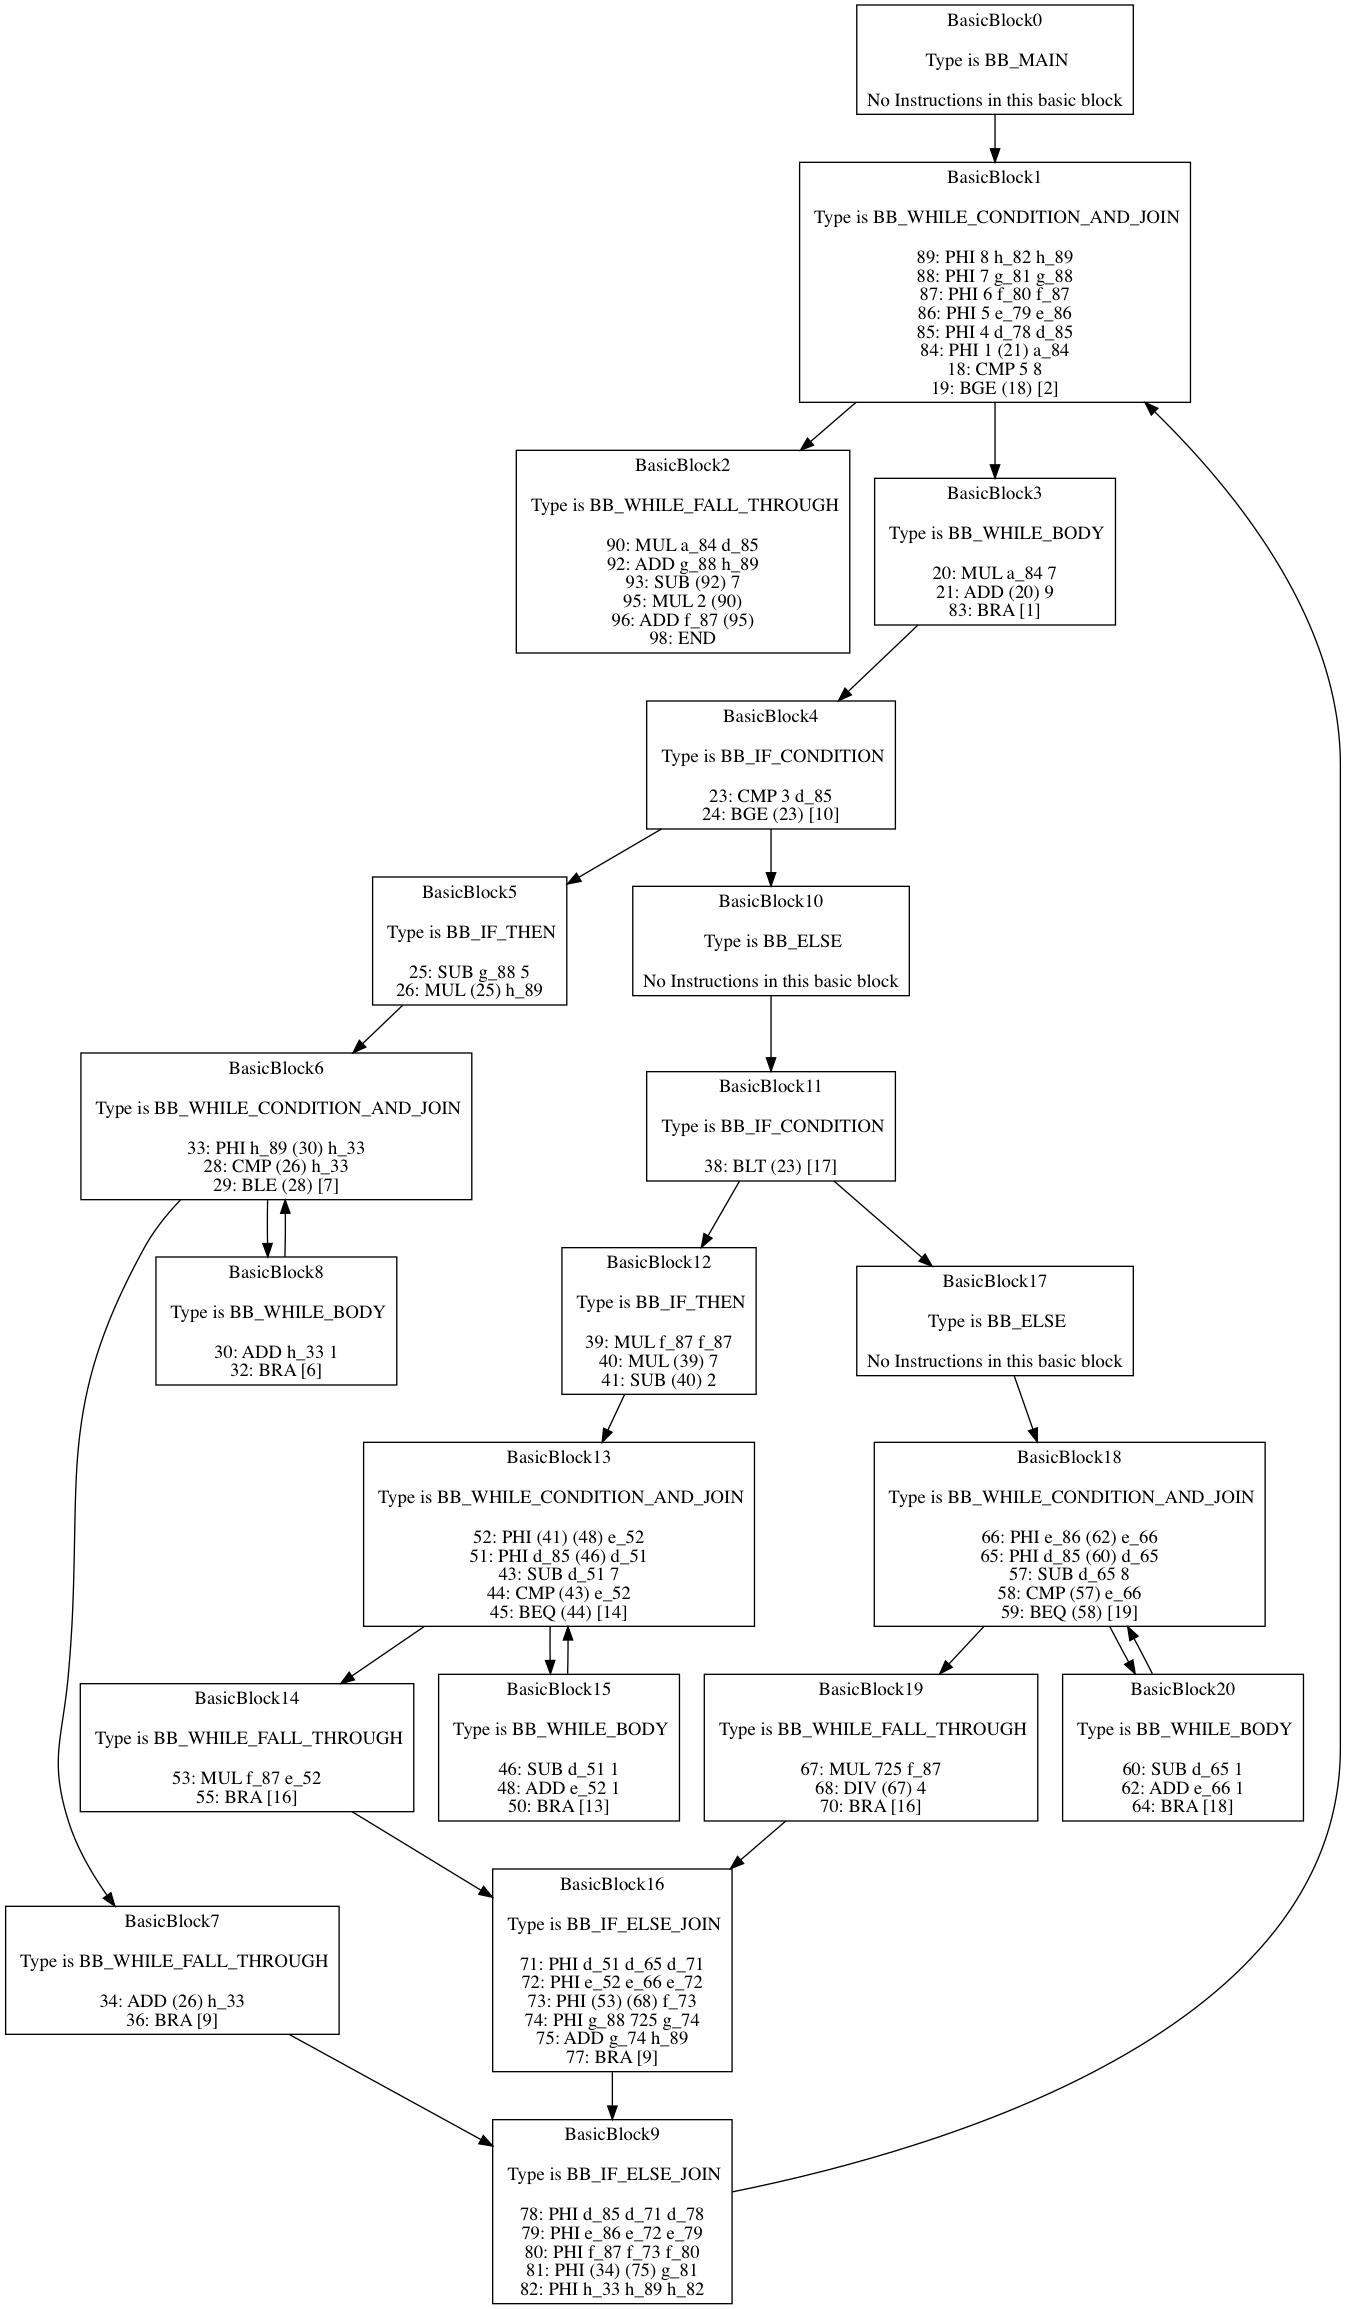 BasicBlock0
Type is BB_MAIN
No Instructions in this basic block
BasicBlock1
Type is BB_WHILE_CONDITION_AND_JOIN
89: PHI 8 h_82 h_89
88: PHI 7 g_81 g_88
87: PHI 6 f_80 f_87
86: PHI 5 e_79 e_86
85: PHI 4 d_78 d_85
84: PHI 1 (21) a_84
18: CMP 5 8
19: BGE (18) [2]
BasicBlock2
Type is BB_WHILE_FALL_THROUGH
90: MUL a_84 d_85
92: ADD g_88 h_89
93: SUB (92) 7
95: MUL 2 (90)
96: ADD f_87 (95)
98: END
BasicBlock3
Type is BB_WHILE_BODY
20: MUL a_84 7
21: ADD (20) 9
83: BRA [1]
BasicBlock4
Type is BB_IF_CONDITION
23: CMP 3 d_85
24: BGE (23) [10]
BasicBlock5
Type is BB_IF_THEN
25: SUB g_88 5
26: MUL (25) h_89
BasicBlock10
Type is BB_ELSE
No Instructions in this basic block
BasicBlock6
Type is BB_WHILE_CONDITION_AND_JOIN
33: PHI h_89 (30) h_33
28: CMP (26) h_33
29: BLE (28) [7]
BasicBlock11
Type is BB_IF_CONDITION
38: BLT (23) [17]
BasicBlock8
Type is BB_WHILE_BODY
30: ADD h_33 1
32: BRA [6]
BasicBlock12
Type is BB_IF_THEN
39: MUL f_87 f_87
40: MUL (39) 7
41: SUB (40) 2
BasicBlock17
Type is BB_ELSE
No Instructions in this basic block
BasicBlock13
Type is BB_WHILE_CONDITION_AND_JOIN
52: PHI (41) (48) e_52
51: PHI d_85 (46) d_51
43: SUB d_51 7
44: CMP (43) e_52
45: BEQ (44) [14]
BasicBlock18
Type is BB_WHILE_CONDITION_AND_JOIN
66: PHI e_86 (62) e_66
65: PHI d_85 (60) d_65
57: SUB d_65 8
58: CMP (57) e_66
59: BEQ (58) [19]
BasicBlock14
Type is BB_WHILE_FALL_THROUGH
53: MUL f_87 e_52
55: BRA [16]
BasicBlock15
Type is BB_WHILE_BODY
46: SUB d_51 1
48: ADD e_52 1
50: BRA [13]
BasicBlock19
Type is BB_WHILE_FALL_THROUGH
67: MUL 725 f_87
68: DIV (67) 4
70: BRA [16]
BasicBlock20
Type is BB_WHILE_BODY
60: SUB d_65 1
62: ADD e_66 1
64: BRA [18]
BasicBlock7
Type is BB_WHILE_FALL_THROUGH
34: ADD (26) h_33
36: BRA [9]
BasicBlock16
Type is BB_IF_ELSE_JOIN
71: PHI d_51 d_65 d_71
72: PHI e_52 e_66 e_72
73: PHI (53) (68) f_73
74: PHI g_88 725 g_74
75: ADD g_74 h_89
77: BRA [9]
BasicBlock9
Type is BB_IF_ELSE_JOIN
78: PHI d_85 d_71 d_78
79: PHI e_86 e_72 e_79
80: PHI f_87 f_73 f_80
81: PHI (34) (75) g_81
82: PHI h_33 h_89 h_82